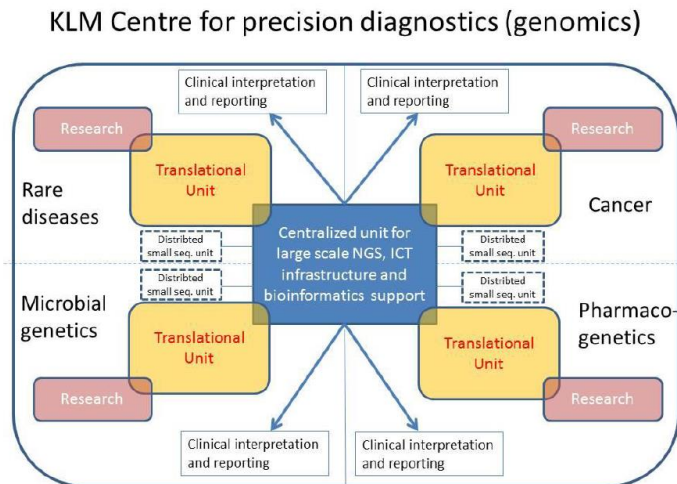 KLM Centre for precision diagnostics (genomics)
Clinical interpretation
and reporting
Clinical interpretation
and reporting
Research
Research
Translational
Unit
Translational
Unit
Rare
diseases
Cancer
Centralized unit for
large scale NGS, ICT
infrastructure and
bioinformatics support
Distribted
small seq. unit
Distribted
small seq. unit
Distribted
small seq. unit
Distribted
small seq. unit
Microbial
genetics
Pharmaco-
genetics
Translational
Unit
Translational
Unit
Research
Research
Clinical interpretation
and reporting
Clinical interpretation
and reporting